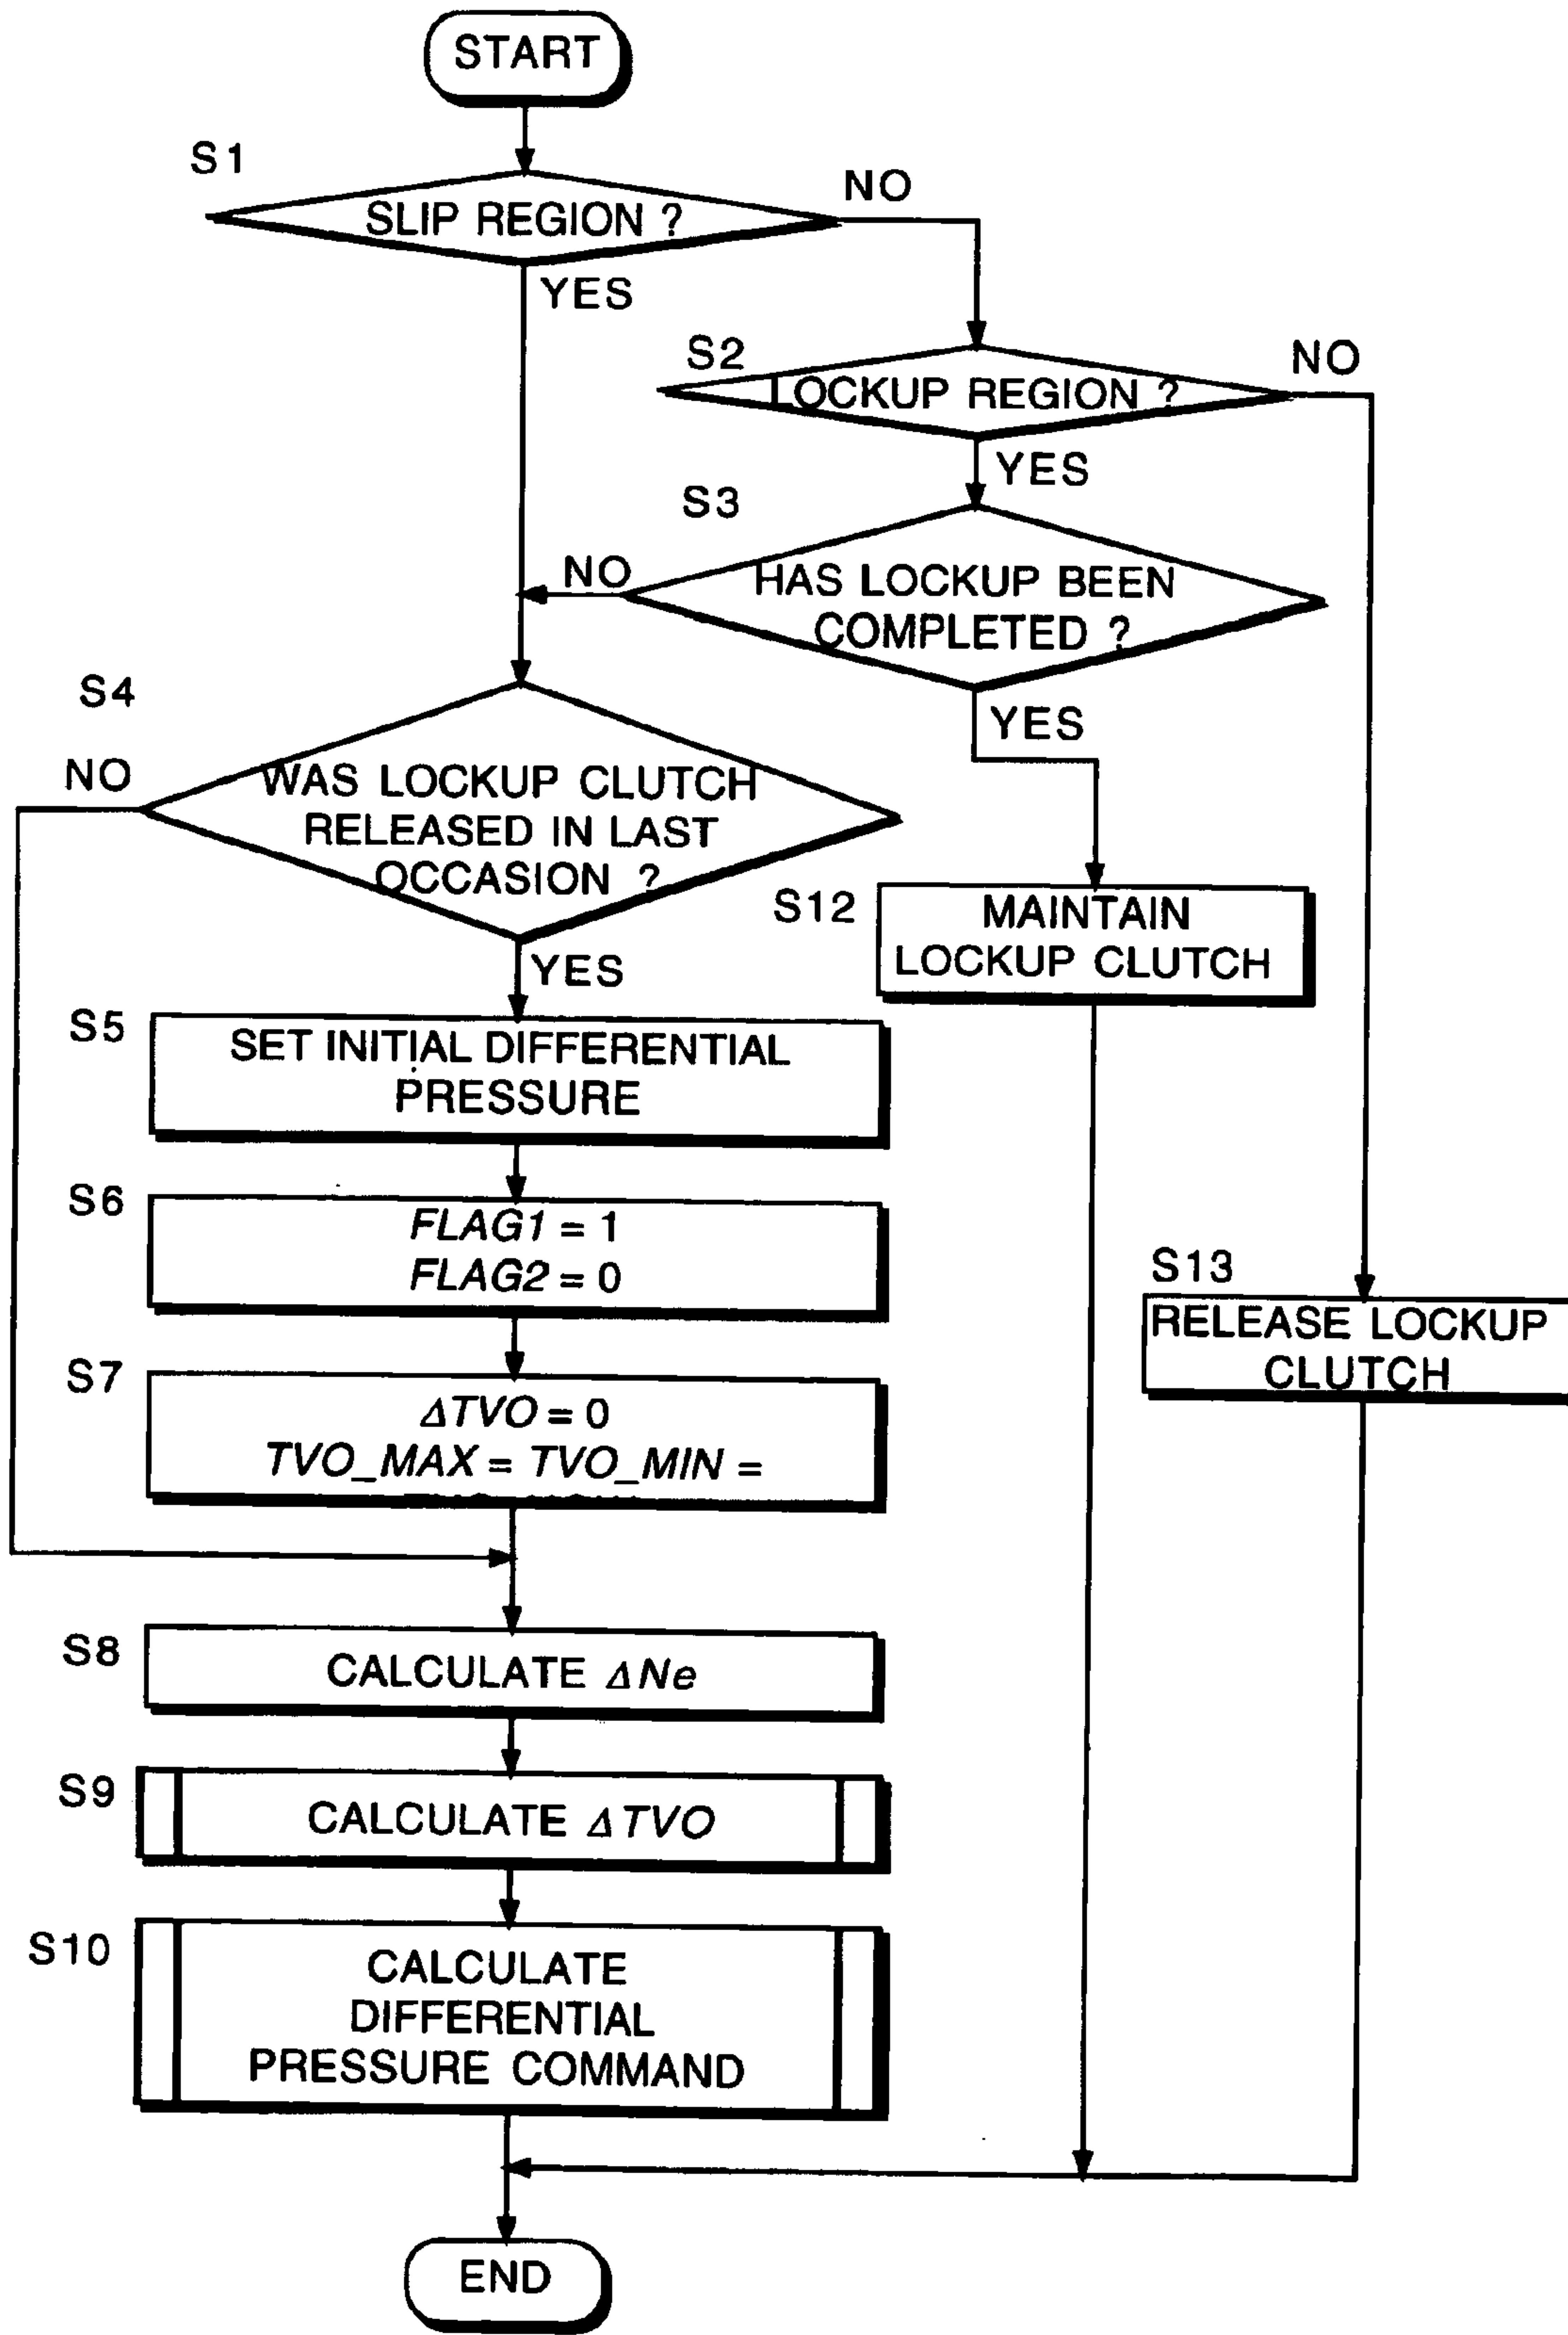 START
S1
SLIP REGION ?
NO
YES
S2
LOCKUP REGION ?
NO
YES
S3
HAS LOCKUP BEEN
COMPLETED ?
NO
YES
S4
WAS LOCKUP CLUTCH
RELEASED IN LAST
OCCASION ?
NO
YES
S12
MAINTAIN
LOCKUP CLUTCH
S5
SET INITIAL DIFFERENTIAL
PRESSURE
S6
FLAG1 = 1
FLAG2 = 0
S13
RELEASE LOCKUP
CLUTCH
S7
ΔTVO = 0
TVO_MAX = TVO_MIN =
S8
CALCULATE ΔNe
S9
CALCULATE ΔTVO
S10
CALCULATE
DIFFERENTIAL
PRESSURE COMMAND
END